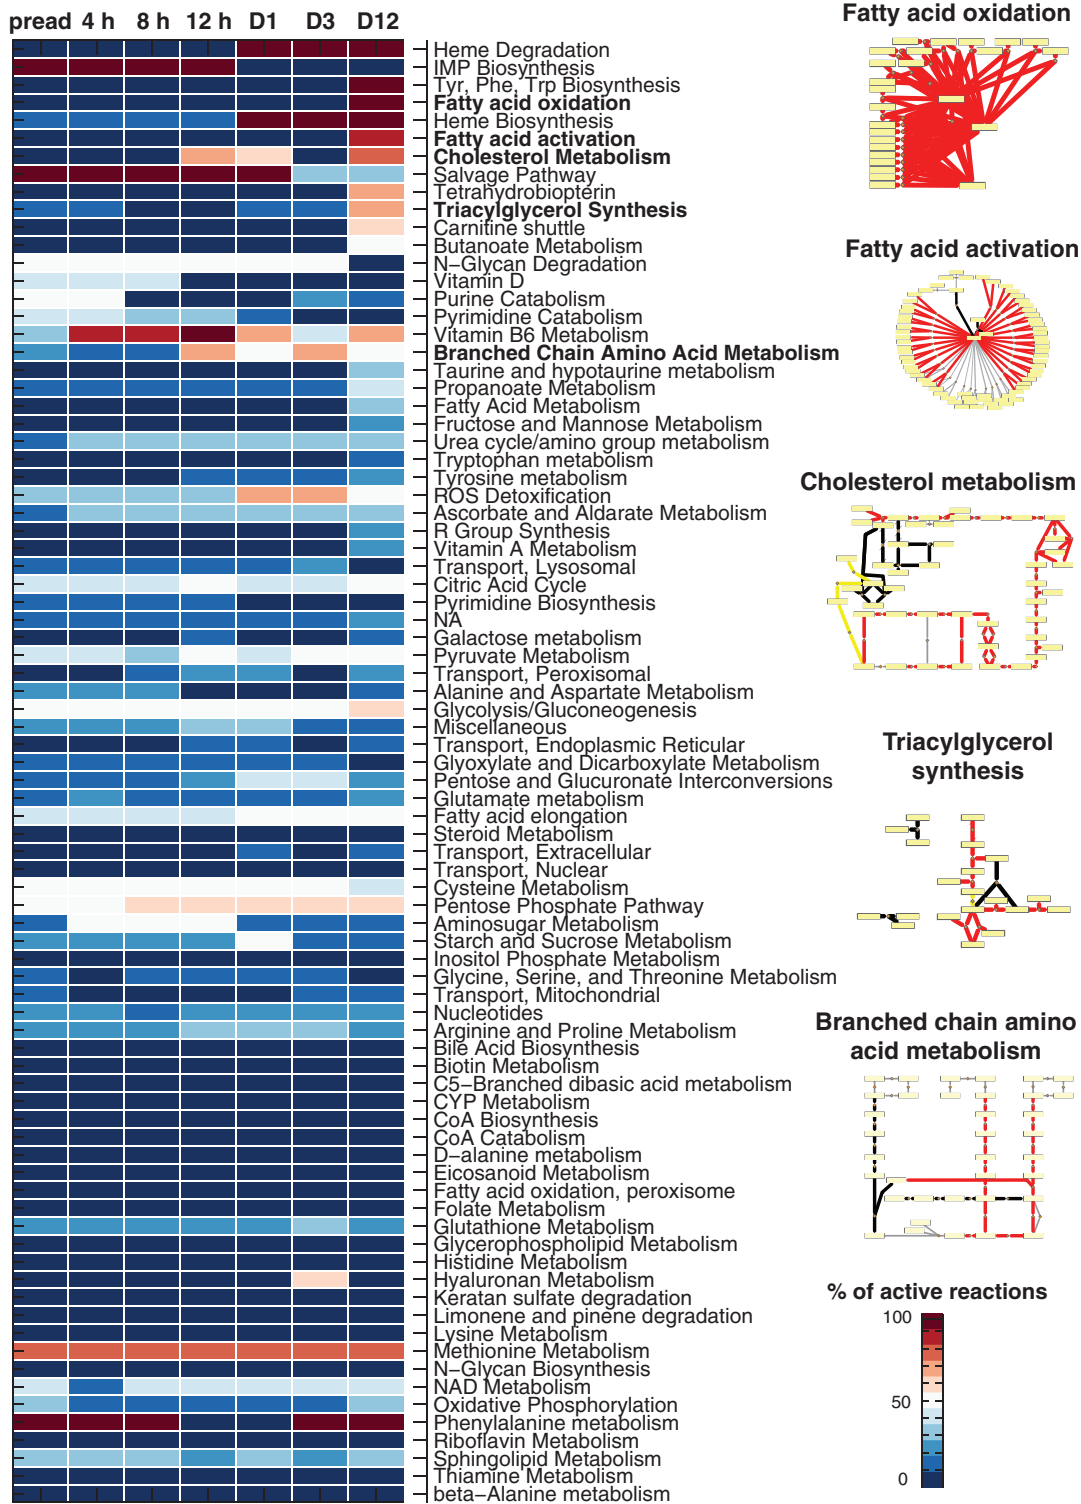 pread 4 h 8 h 12 h D1 D3 D12
Heme Degradation
IMP Biosynthesis
Tyr, Phe, Trp Biosynthesis
Fatty acid oxidation
Heme Biosynthesis
Fatty acid activation
Cholesterol Metabolism
Salvage Pathway
Tetrahydrobiopterin
Triacylglycerol Synthesis
Carnitine shuttle
Butanoate Metabolism
N−Glycan Degradation
Vitamin D
Purine Catabolism
Pyrimidine Catabolism
Vitamin B6 Metabolism
Branched Chain Amino Acid Metabolism
Taurine and hypotaurine metabolism
Propanoate Metabolism
Fatty Acid Metabolism
Fructose and Mannose Metabolism
Urea cycle/amino group metabolism
Tryptophan metabolism
Tyrosine metabolism
ROS Detoxification
Ascorbate and Aldarate Metabolism
R Group Synthesis
Vitamin A Metabolism
Transport, Lysosomal
Citric Acid Cycle
Pyrimidine Biosynthesis
NA
Galactose metabolism
Pyruvate Metabolism
Transport, Peroxisomal
Alanine and Aspartate Metabolism
Glycolysis/Gluconeogenesis
Miscellaneous
Transport, Endoplasmic Reticular
Glyoxylate and Dicarboxylate Metabolism
Pentose and Glucuronate Interconversions
Glutamate metabolism
Fatty acid elongation
Steroid Metabolism
Transport, Extracellular
Transport, Nuclear
Cysteine Metabolism
Pentose Phosphate Pathway
Aminosugar Metabolism
Starch and Sucrose Metabolism
Inositol Phosphate Metabolism
Glycine, Serine, and Threonine Metabolism
Transport, Mitochondrial
Nucleotides
Arginine and Proline Metabolism
Bile Acid Biosynthesis
Biotin Metabolism
C5−Branched dibasic acid metabolism
CYP Metabolism
CoA Biosynthesis
CoA Catabolism
D−alanine metabolism
Eicosanoid Metabolism
Fatty acid oxidation, peroxisome
Folate Metabolism
Glutathione Metabolism
Glycerophospholipid Metabolism
Histidine Metabolism
Hyaluronan Metabolism
Keratan sulfate degradation
Limonene and pinene degradation
Lysine Metabolism
Methionine Metabolism
N−Glycan Biosynthesis
NAD Metabolism
Oxidative Phosphorylation
Phenylalanine metabolism
Riboflavin Metabolism
Sphingolipid Metabolism
Thiamine Metabolism
beta−Alanine metabolism
Fatty acid oxidation
Fatty acid activation
Cholesterol metabolism
Triacylglycerol
synthesis
Branched chain amino
acid metabolism
% of active reactions
100
50
0